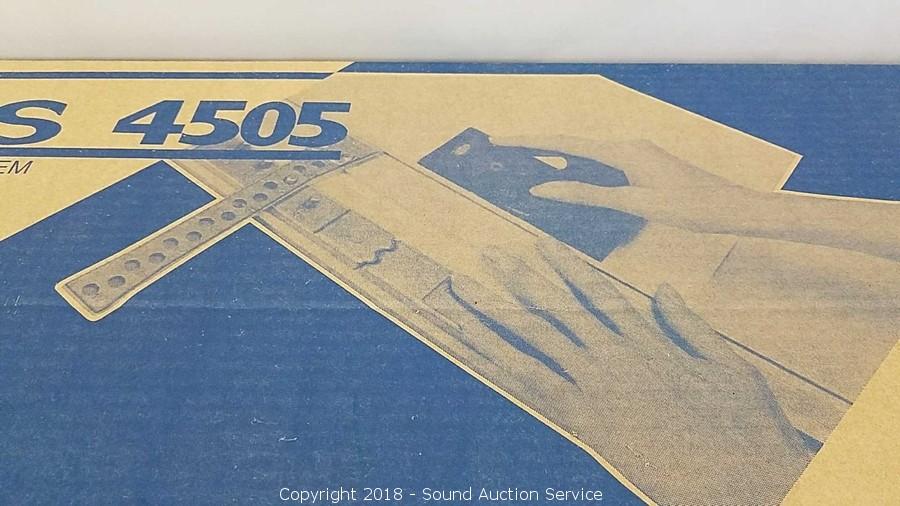 S 4505
EM
Copyright 2018 - Sound Auction Service